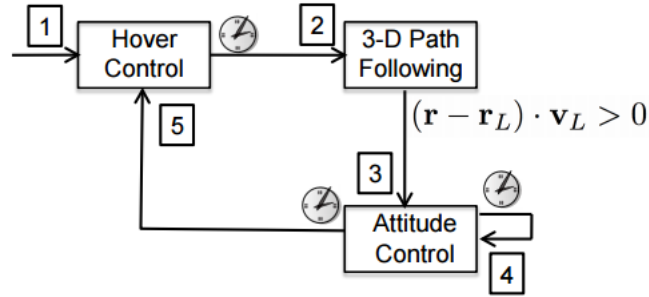 1
Hover
Control
2
3-D Path
Following
(r − r_L) · v_L > 0
3
5
Attitude
Control
4